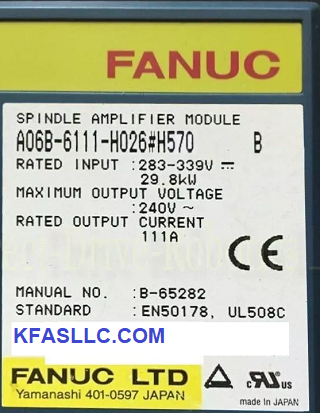 FANUC
SPINDLE AMPLIFIER MODULE
A06B-6111-H026#H570 B
RATED INPUT :283-339V ⎓
29.8kW
MAXIMUM OUTPUT VOLTAGE
:240V ~
RATED OUTPUT CURRENT
111A
CE
MANUAL NO. :B-65282
STANDARD :EN50178, UL508C
KFASLLC.COM
FANUC LTD
Yamanashi 401-0597 JAPAN
c RU us
made in JAPAN